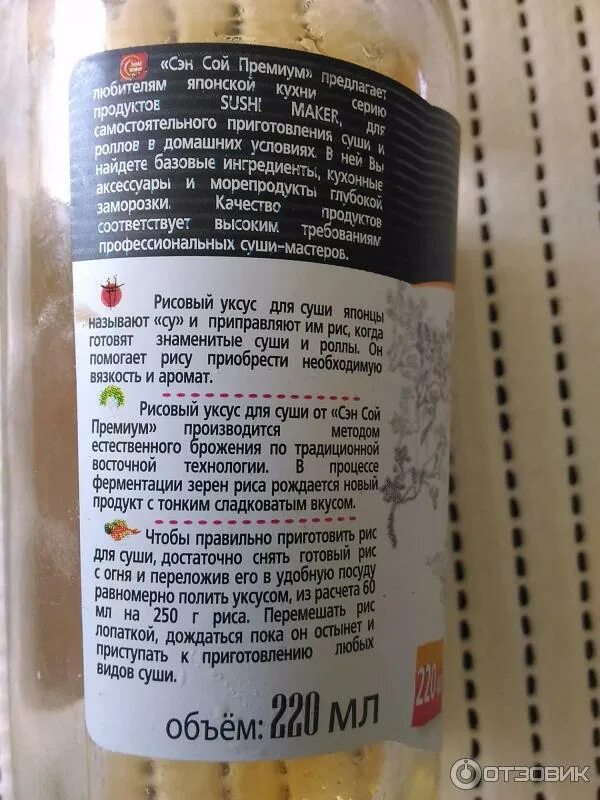 «Сэн Сой Премиум» предлагает
любителям японской кухни серию
продуктов SUSHI MAKER, для
самостоятельного приготовления суши и
роллов в домашних условиях. В ней Вы
найдете базовые ингредиенты, кухонные
аксессуары и морепродукты глубокой
заморозки. Качество продуктов
соответствует высоким требованиям
профессиональных суши-мастеров.
Рисовый уксус для суши японцы
называют «су» и приправляют им рис, когда
готовят знаменитые суши и роллы. Он
помогает рису приобрести необходимую
вязкость и аромат.
Рисовый уксус для суши от «Сэн Сой
Премиум» производится методом
естественного брожения по традиционной
восточной технологии. В процессе
ферментации зерен риса рождается новый
продукт с тонким сладковатым вкусом.
Чтобы правильно приготовить рис
для суши, достаточно снять готовый рис
с огня и переложив его в удобную посуду
равномерно полить уксусом, из расчета 60
мл на 250 г риса. Перемешать рис
лопаткой, дождаться пока он остынет и
приступать к приготовлению любых
видов суши.
объём: 220 МЛ
220
ОТЗОВИК